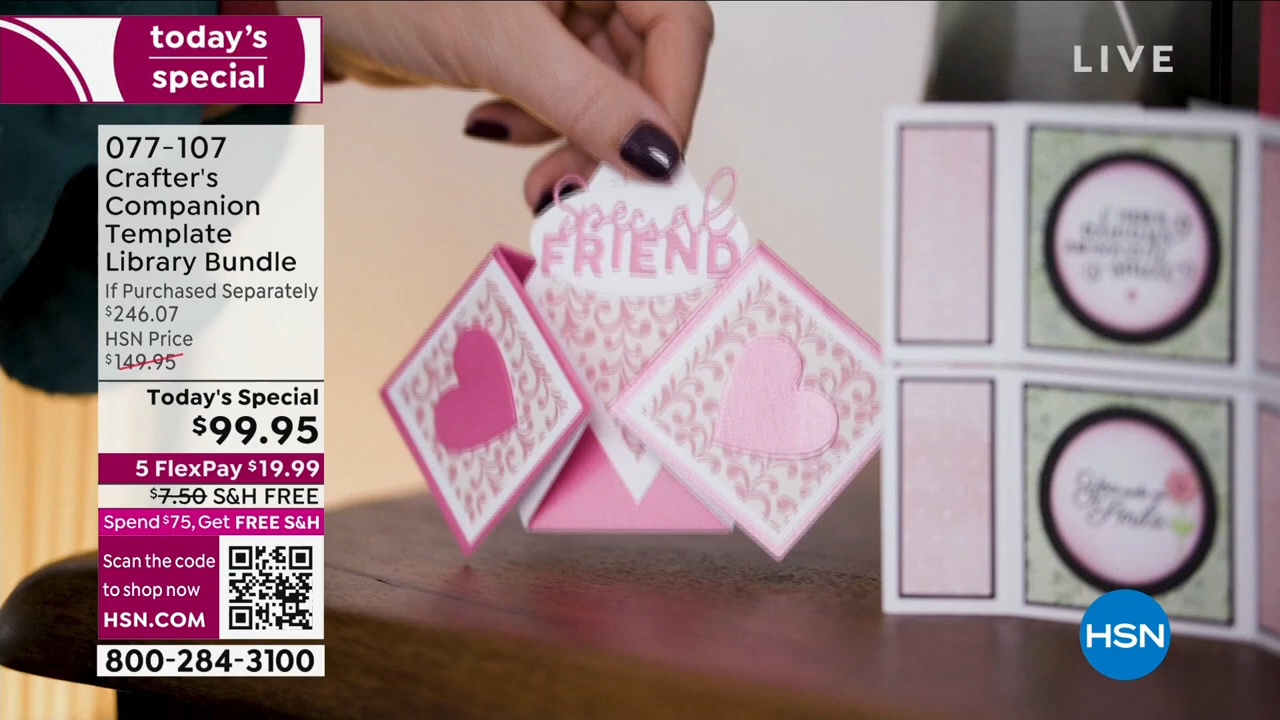 today's
special
LIVE
077-107
Crafter's
Companion
Template
Library Bundle
If Purchased Separately
$246.07
HSN Price
$149.95
Today's Special
$99.95
5 FlexPay $19.99
$7.50 S&H FREE
Spend $75, Get FREE S&H
Scan the code
to shop now
HSN.COM
800-284-3100
Special
FRIEND
HSN